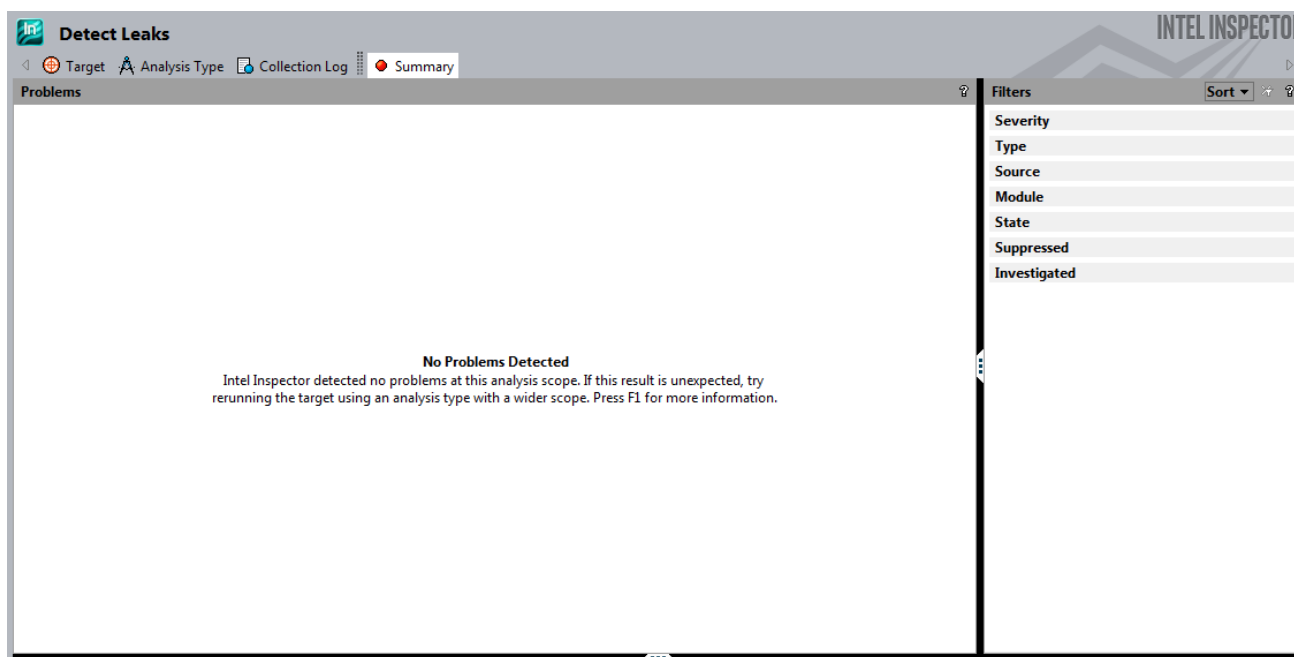 INTEL INSPECTO
Detect Leaks
Target Analysis Type Collection Log Summary
Problems ?
Filters Sort ?
Severity
Type
Source
Module
State
Suppressed
Investigated
No Problems Detected
Intel Inspector detected no problems at this analysis scope. If this result is unexpected, try
rerunning the target using an analysis type with a wider scope. Press F1 for more information.